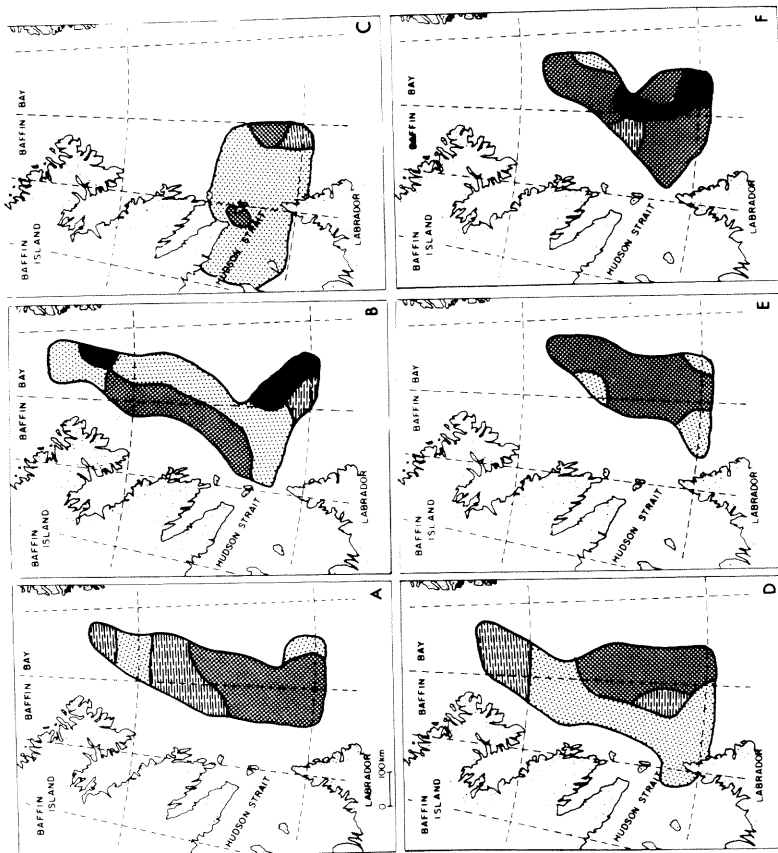 A
BAFFIN
ISLAND
BAFFIN BAY
HUDSON STRAIT
LABRADOR
0 100km
B
BAFFIN
ISLAND
BAFFIN BAY
HUDSON STRAIT
LABRADOR
C
BAFFIN
ISLAND
BAFFIN BAY
HUDSON STRAIT
LABRADOR
D
BAFFIN
ISLAND
BAFFIN BAY
HUDSON STRAIT
LABRADOR
E
BAFFIN
ISLAND
BAFFIN BAY
HUDSON STRAIT
LABRADOR
F
BAFFIN
ISLAND
BAFFIN BAY
HUDSON STRAIT
LABRADOR